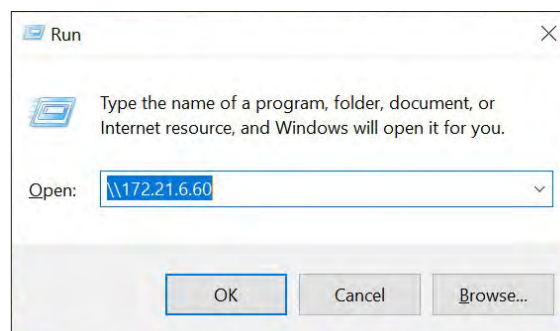 Run
Type the name of a program, folder, document, or
Internet resource, and Windows will open it for you.
Open: \\172.21.6.60
OK Cancel Browse...